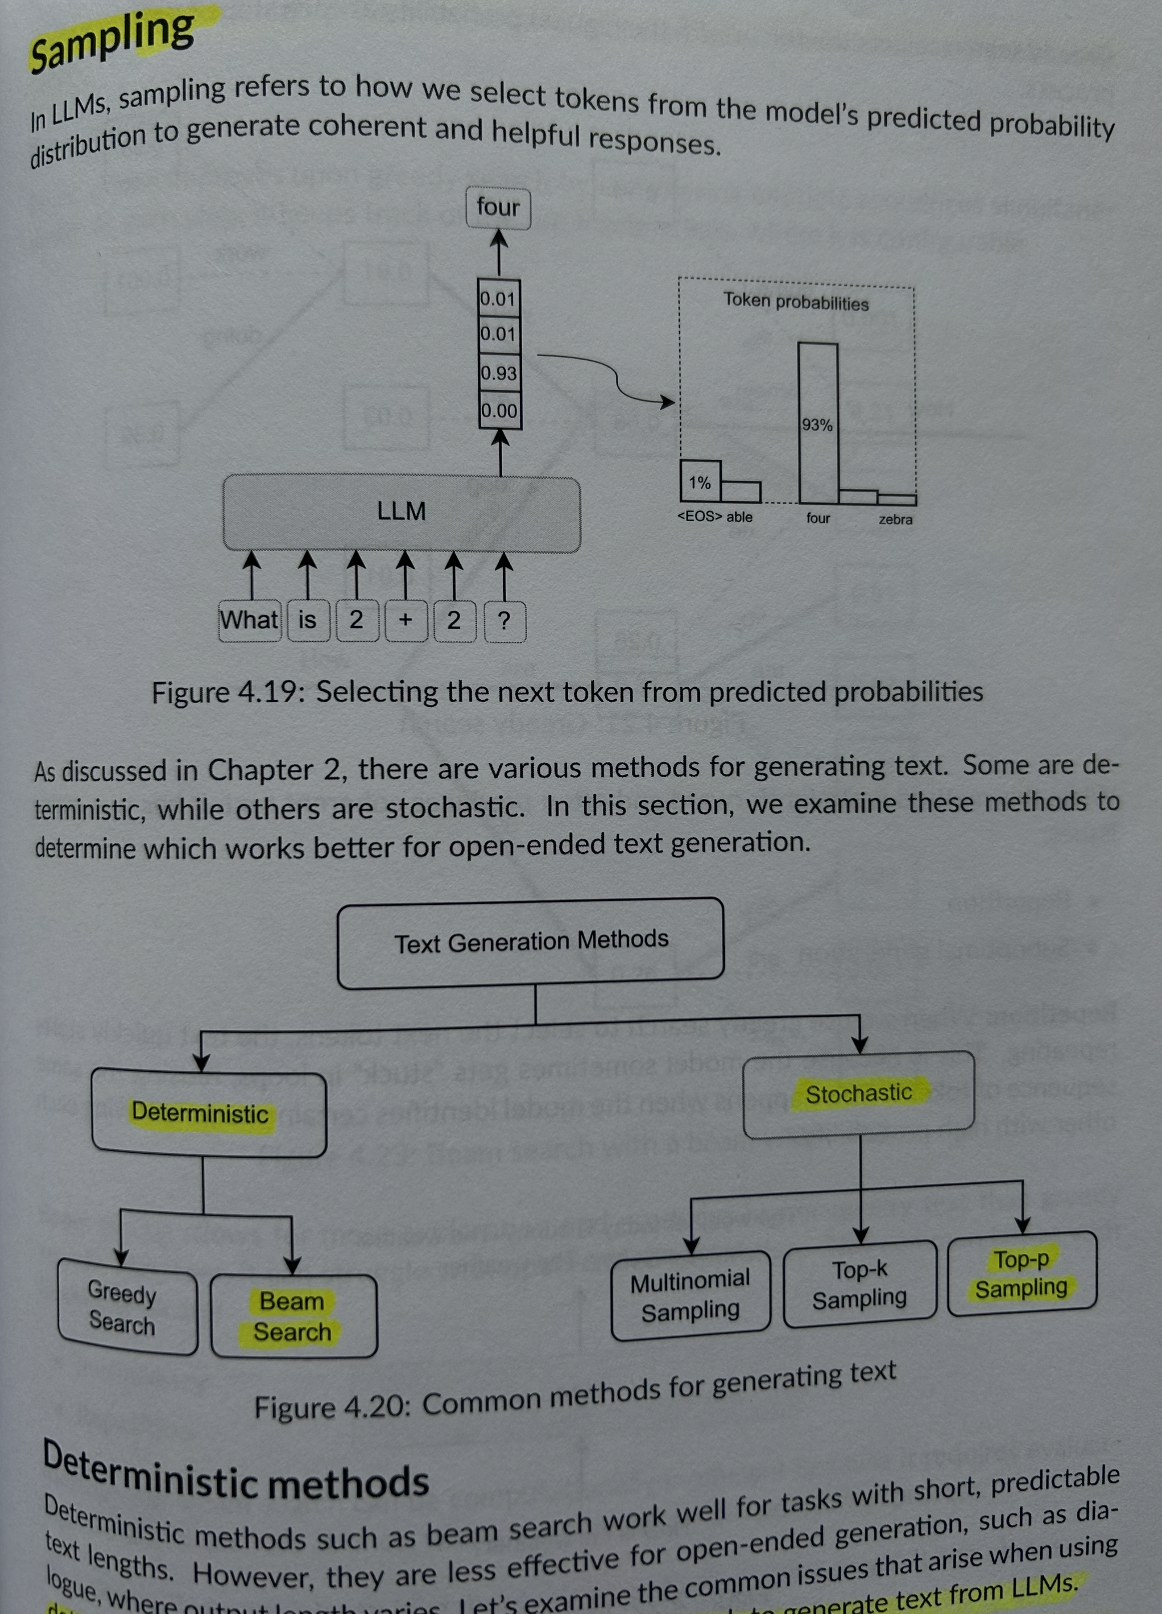 Sampling
In LLMs, sampling refers to how we select tokens from the model's predicted probability
distribution to generate coherent and helpful responses.
four
0.01
0.01
0.93
0.00
Token probabilities
93%
1%
<EOS> able four zebra
LLM
What is 2 + 2 ?
Figure 4.19: Selecting the next token from predicted probabilities
As discussed in Chapter 2, there are various methods for generating text. Some are de-
terministic, while others are stochastic. In this section, we examine these methods to
determine which works better for open-ended text generation.
Text Generation Methods
Deterministic
Stochastic
Greedy
Search
Beam
Search
Multinomial
Sampling
Top-k
Sampling
Top-p
Sampling
Figure 4.20: Common methods for generating text
Deterministic methods
Deterministic methods such as beam search work well for tasks with short, predictable
text lengths. However, they are less effective for open-ended generation, such as dia-
logue, where output length varies. Let's examine the common issues that arise when using
to generate text from LLMs.